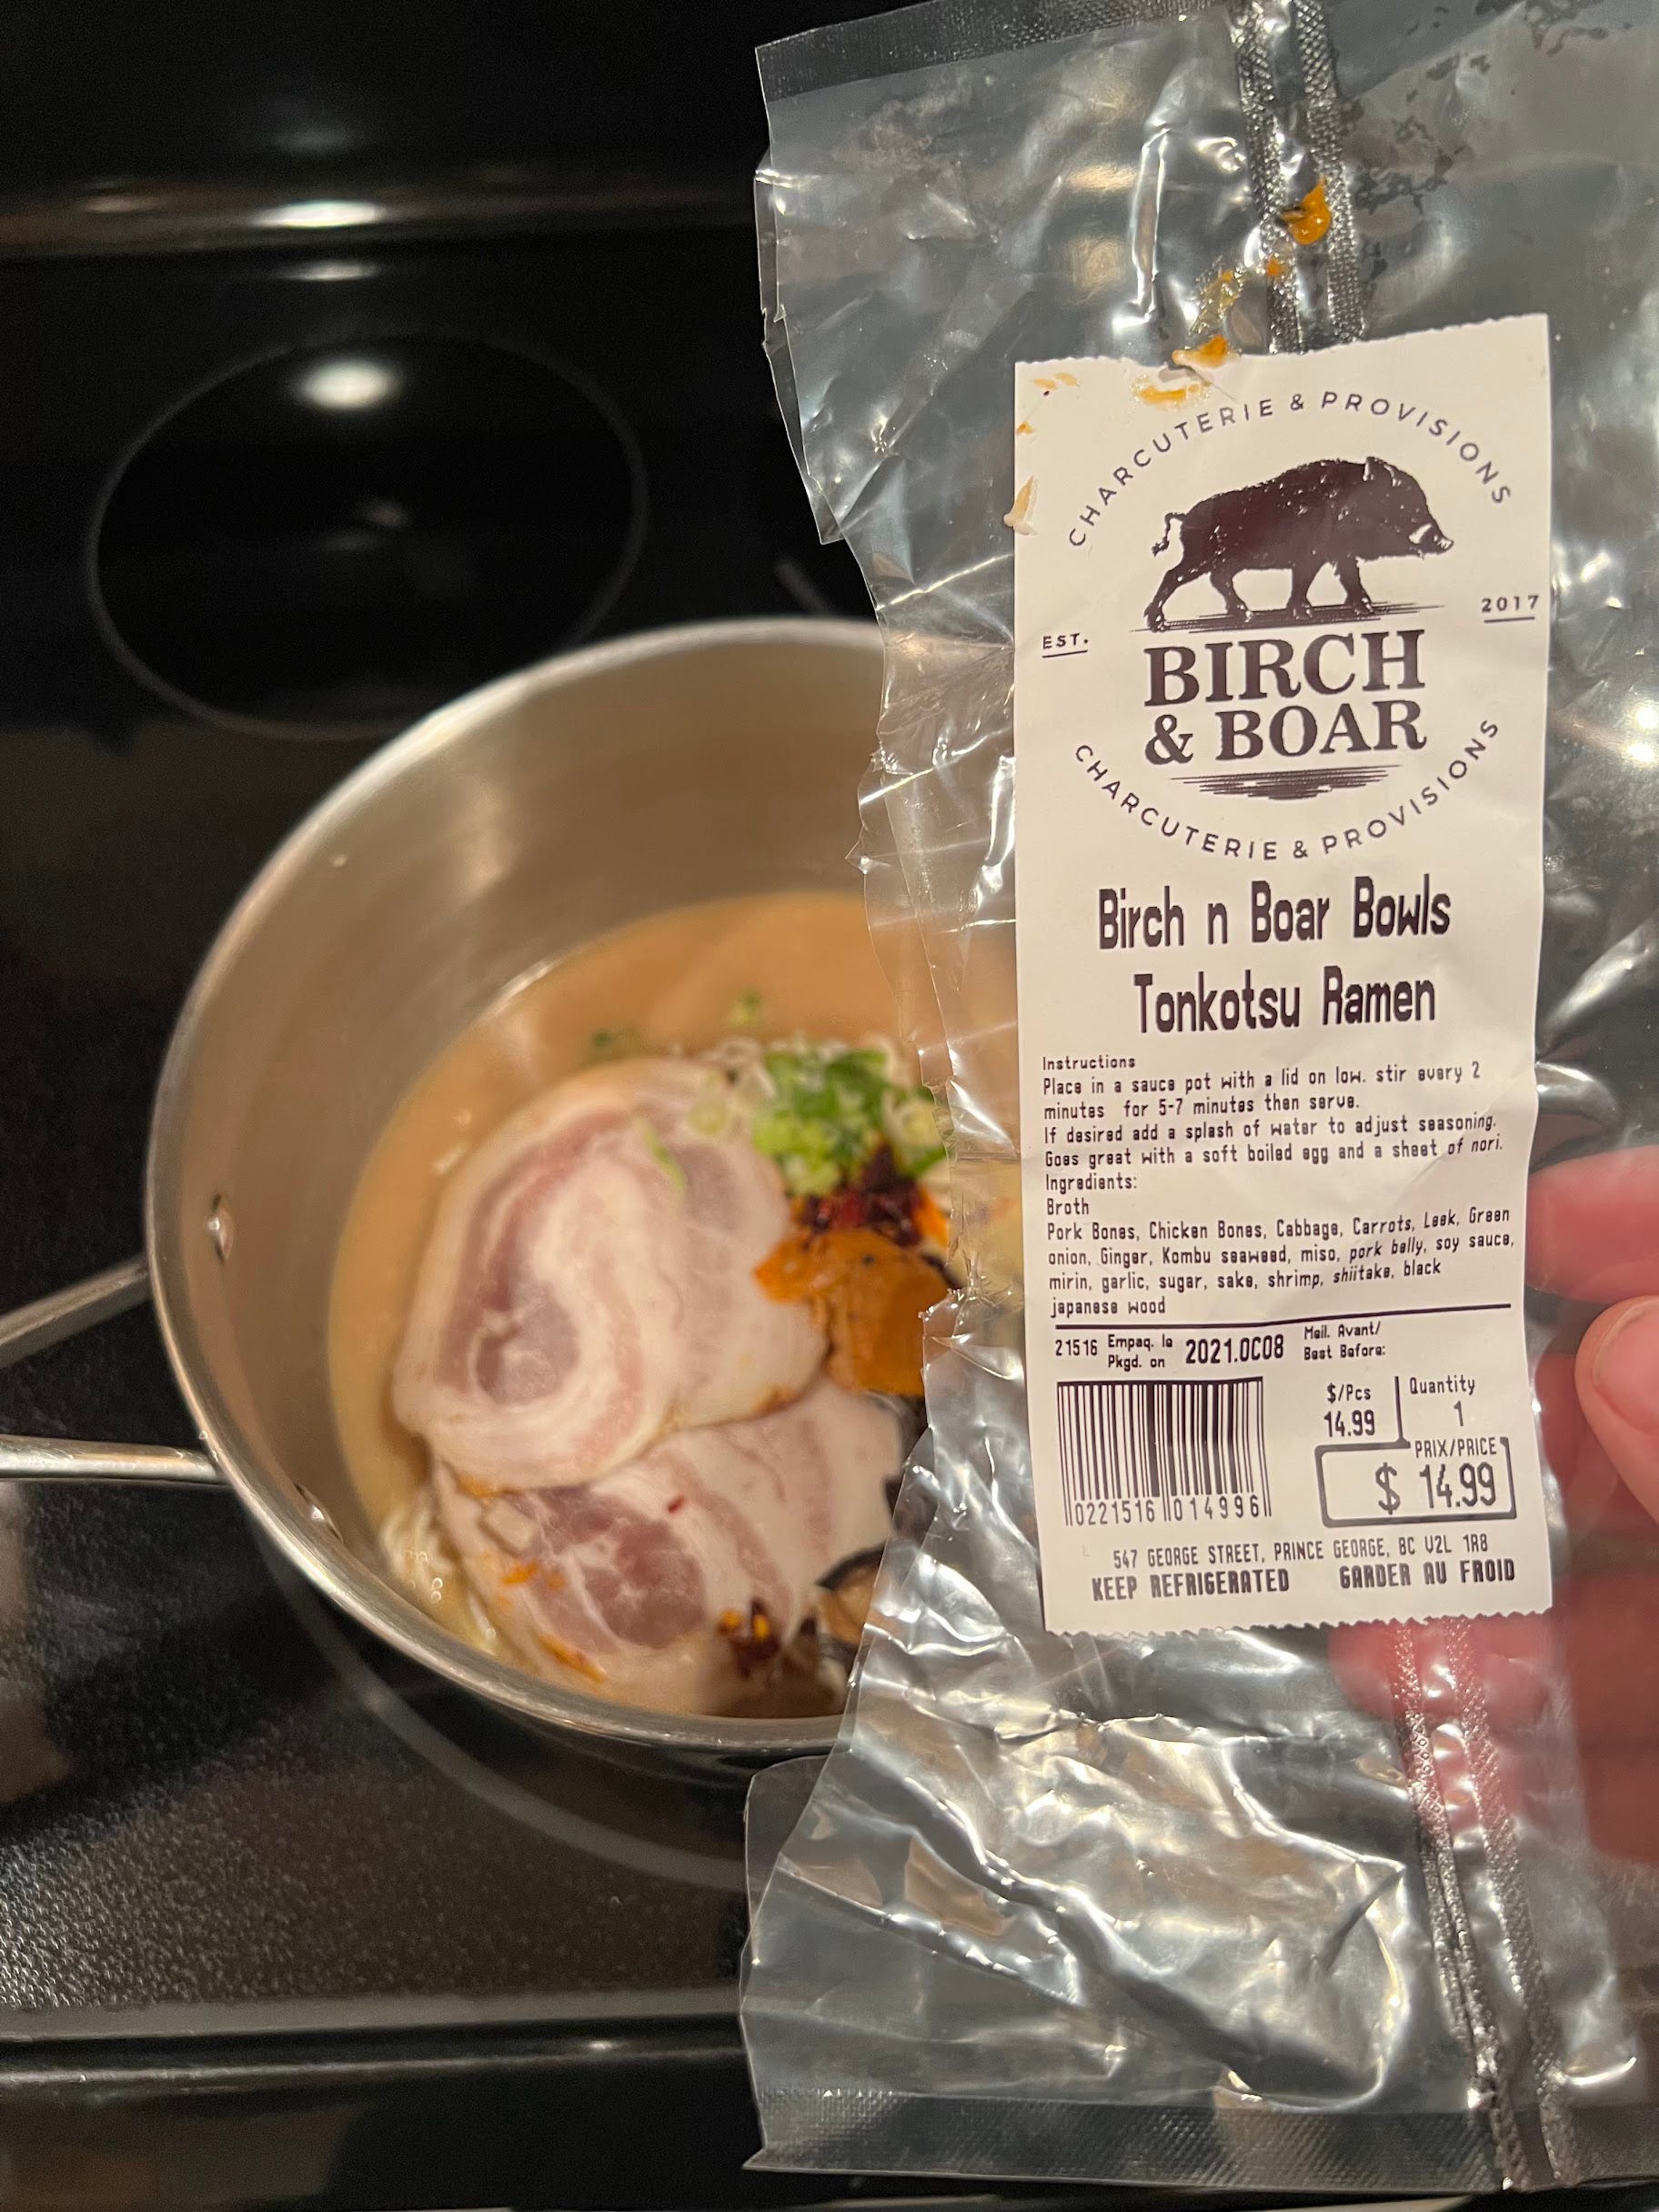 CHARCUTERIE & PROVISIONS
EST.
2017
BIRCH
& BOAR
CHARCUTERIE & PROVISIONS
Birch n Boar Bowls
Tonkotsu Ramen
Instructions
Place in a sauce pot with a lid on low. stir every 2
minutes for 5-7 minutes then serve.
If desired add a splash of water to adjust seasoning.
Goes great with a soft boiled egg and a sheet of nori.
Ingredients:
Broth
Pork Bones, Chicken Bones, Cabbage, Carrots, Leek, Green
onion, Ginger, Kombu seaweed, miso, pork belly, soy sauce,
mirin, garlic, sugar, sake, shrimp, shiitake, black
japanese wood
21516 Empaq. le
Pkgd. on
2021.OC08
Meil. Avant/
Best Before:
$/Pcs
14.99
Quantity
1
PRIX/PRICE
$ 14.99
0221516 014996
547 GEORGE STREET, PRINCE GEORGE, BC V2L 1R8
KEEP REFRIGERATED GARDER AU FROID